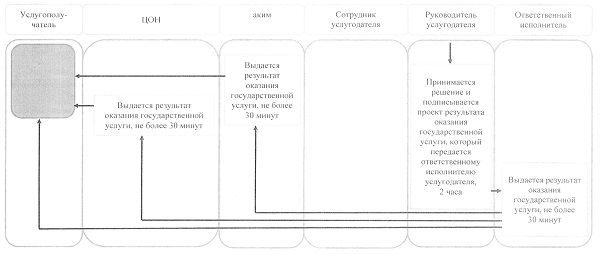 Услугополу-
чатель
ЦОН
аким
Сотрудник
услугодателя
Руководитель
услугодателя
Ответственный
исполнитель
Выдается результат
оказания государственной
услуги, не более 30 минут
Выдается
результат
оказания
государственной
услуги, не более
30 минут
Принимается
решение и
подписывается
проект результата
оказания
государственной
услуги, который
передается
ответственному
исполнителю
услугодателя,
2 часа
Выдается результат
оказания
государственной
услуги, не более
30 минут